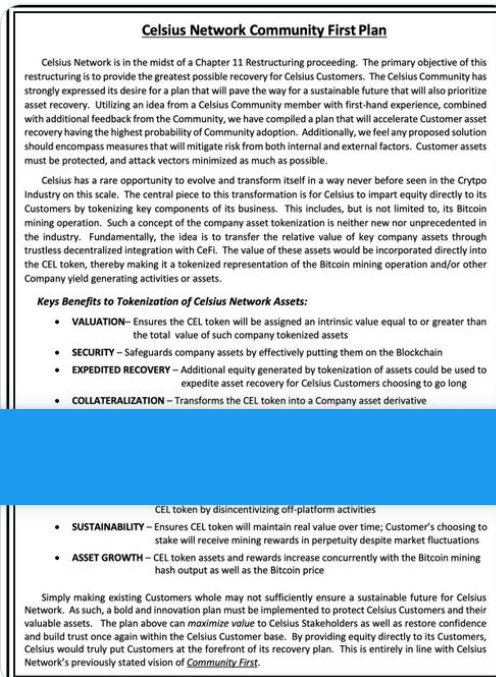 Celsius Network Community First Plan
Celsius Network is in the midst of a Chapter 11 Restructuring proceeding. The primary objective of this
restructuring is to provide the greatest possible recovery for Celsius Customers. The Celsius Community has
strongly expressed its desire for a plan that will pave the way for a sustainable future that will also prioritize
asset recovery. Utilizing an idea from a Celsius Community member with first-hand experience, combined
with additional feedback from the Community, we have compiled a plan that will accelerate Customer asset
recovery having the highest probability of Community adoption. Additionally, we feel any proposed solution
should encompass measures that will mitigate risk from both internal and external factors. Customer assets
must be protected, and attack vectors minimized as much as possible.
Celsius has a rare opportunity to evolve and transform itself in a way never before seen in the Crytpo
Industry on this scale. The central piece to this transformation is for Celsius to impart equity directly to its
Customers by tokenizing key components of its business. This includes, but is not limited to, its Bitcoin
mining operation. Such a concept of the company asset tokenization is neither new nor unprecedented in
the industry. Fundamentally, the idea is to transfer the relative value of key company assets through
trustless decentralized integration with CeFi. The value of these assets would be incorporated directly into
the CEL token, thereby making it a tokenized representation of the Bitcoin mining operation and/or other
Company yield generating activities or assets.
Keys Benefits to Tokenization of Celsius Network Assets:
• VALUATION– Ensures the CEL token will be assigned an intrinsic value equal to or greater than
the total value of such company tokenized assets
• SECURITY – Safeguards company assets by effectively putting them on the Blockchain
• EXPEDITED RECOVERY – Additional equity generated by tokenization of assets could be used to
expedite asset recovery for Celsius Customers choosing to go long
• COLLATERALIZATION – Transforms the CEL token into a Company asset derivative
CEL token by disincentivizing off-platform activities
• SUSTAINABILITY – Ensures CEL token will maintain real value over time; Customer's choosing to
stake will receive mining rewards in perpetuity despite market fluctuations
• ASSET GROWTH – CEL token assets and rewards increase concurrently with the Bitcoin mining
hash output as well as the Bitcoin price
Simply making existing Customers whole may not sufficiently ensure a sustainable future for Celsius
Network. As such, a bold and innovation plan must be implemented to protect Celsius Customers and their
valuable assets. The plan above can maximize value to Celsius Stakeholders as well as restore confidence
and build trust once again within the Celsius Customer base. By providing equity directly to its Customers,
Celsius would truly put Customers at the forefront of its recovery plan. This is entirely in line with Celsius
Network's previously stated vision of Community First.